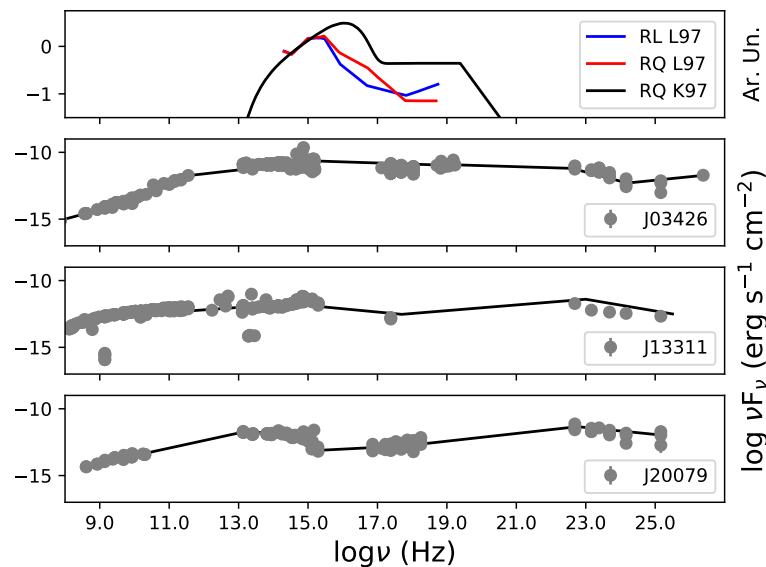 0
−1
RL L97
RQ L97
RQ K97
Ar. Un.
−10
−15
J03426
−10
−15
J13311
−10
−15
J20079
log νFν (erg s⁻¹ cm⁻²)
9.0 11.0 13.0 15.0 17.0 19.0 21.0 23.0 25.0
logν (Hz)